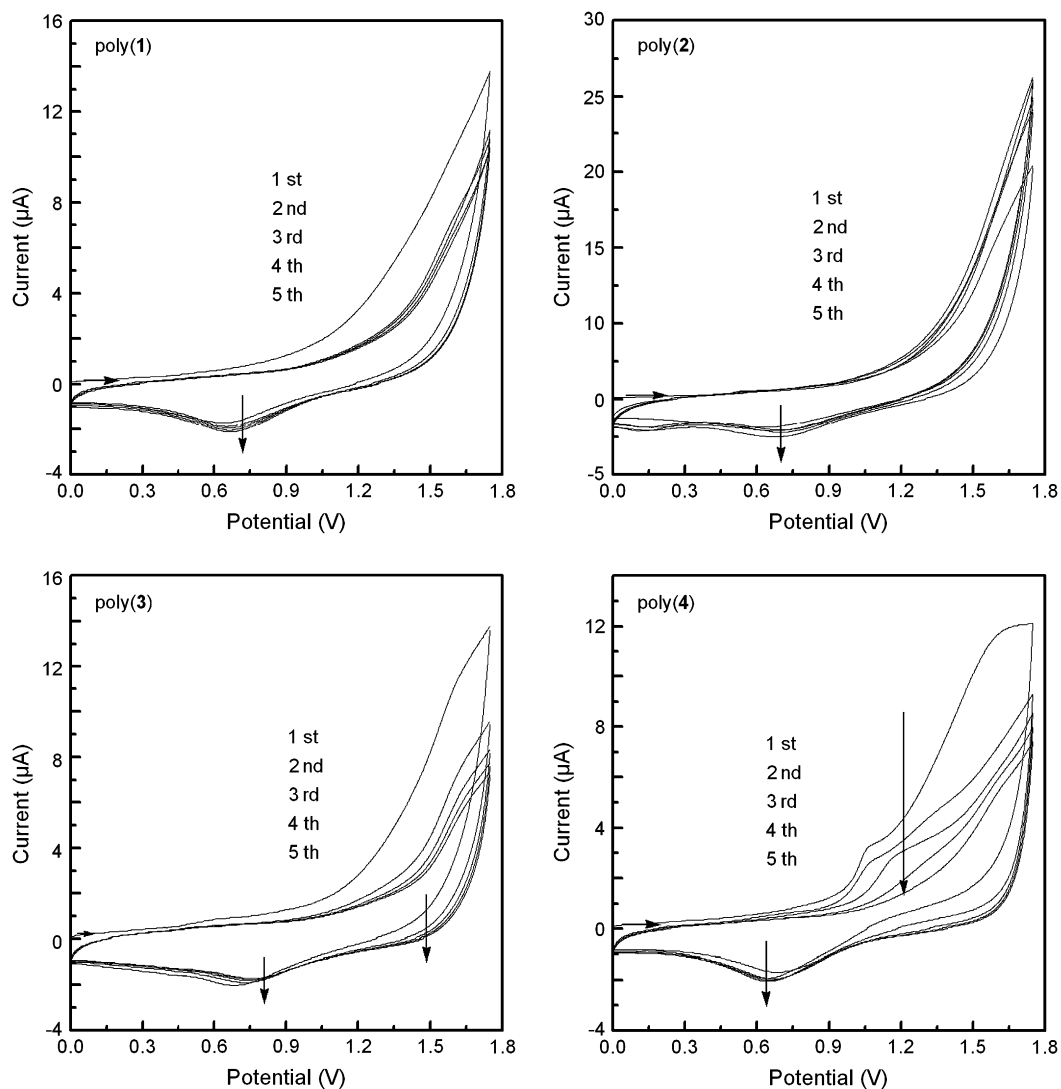 16
12
8
4
0
-4
Current (µA)
poly(1)
1 st
2 nd
3 rd
4 th
5 th
0.0 0.3 0.6 0.9 1.2 1.5 1.8
Potential (V)
30
25
20
15
10
0
-5
Current (µA)
poly(2)
1 st
2 nd
3 rd
4 th
5 th
0.0 0.3 0.6 0.9 1.2 1.5 1.8
Potential (V)
16
12
8
4
0
-4
Current (µA)
poly(3)
1 st
2 nd
3 rd
4 th
5 th
0.0 0.3 0.6 0.9 1.2 1.5 1.8
Potential (V)
12
8
4
0
-4
Current (µA)
poly(4)
1 st
2 nd
3 rd
4 th
5 th
0.0 0.3 0.6 0.9 1.2 1.5 1.8
Potential (V)